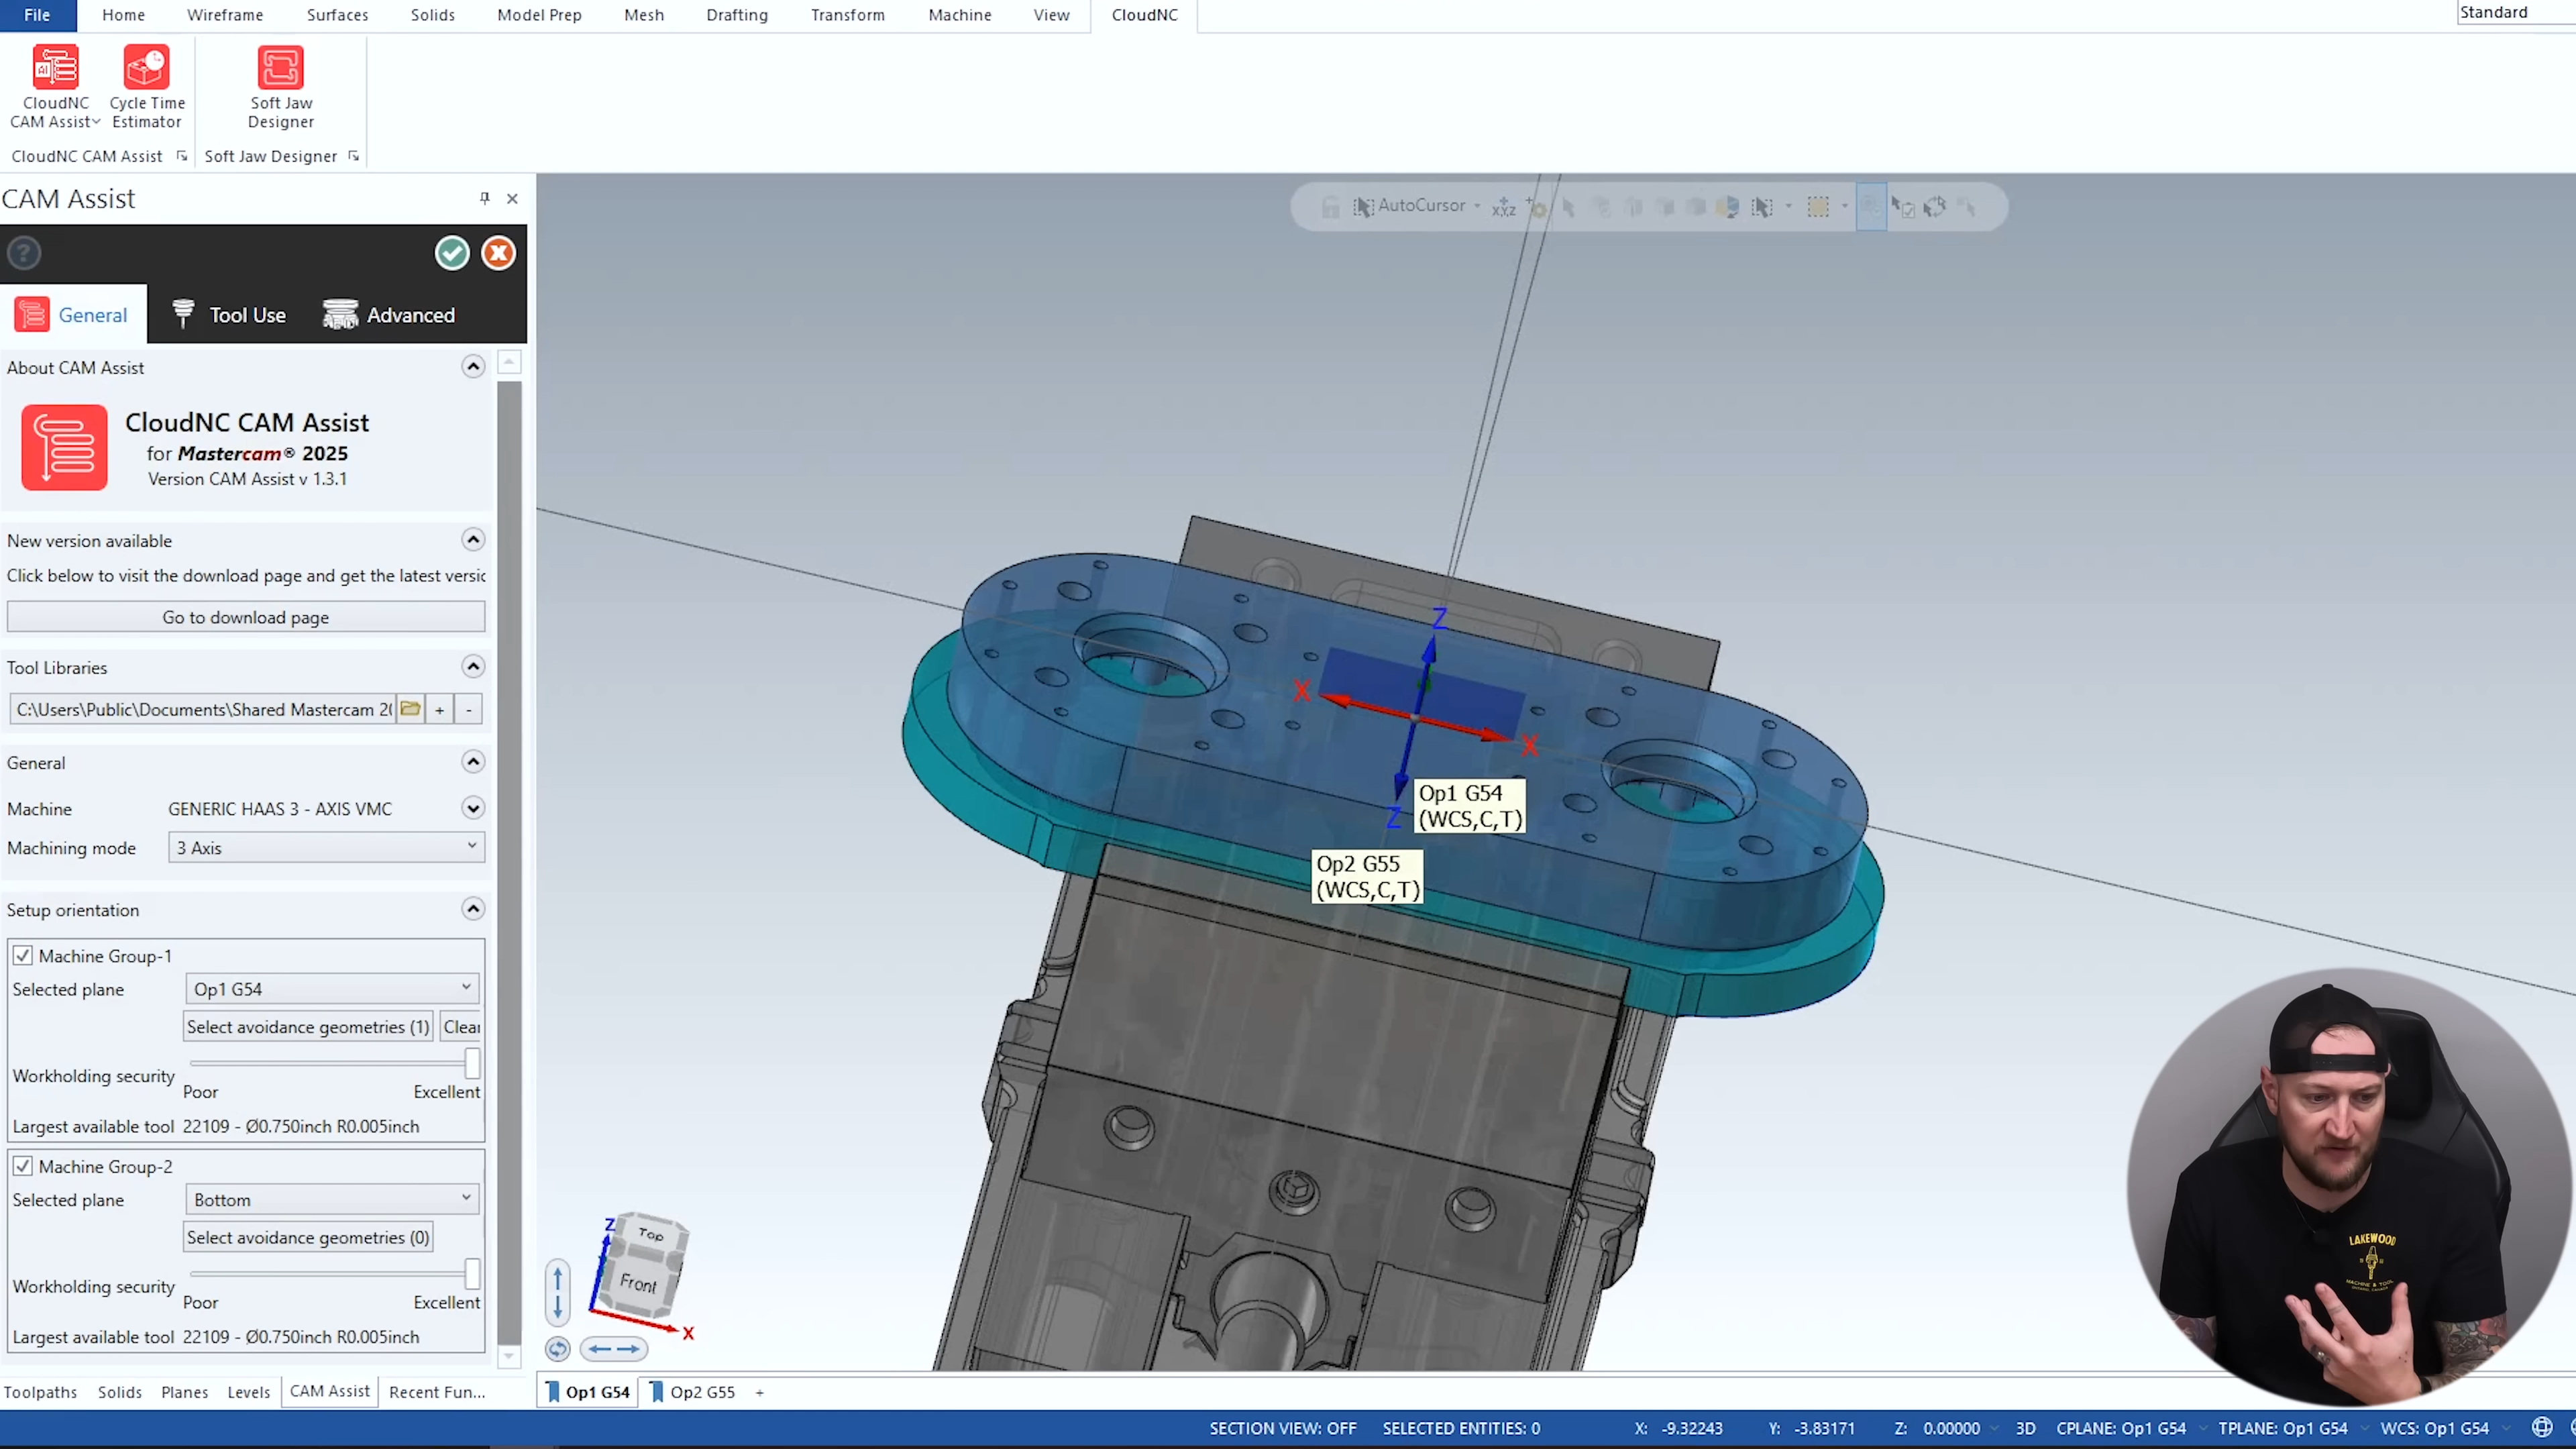 File Home Wireframe Surfaces Solids Model Prep Mesh Drafting Transform Machine View CloudNC Standard
CloudNC
CAM Assist
Cycle Time
Estimator
Soft Jaw
Designer
CloudNC CAM Assist Soft Jaw Designer
CAM Assist
AutoCursor
General Tool Use Advanced
About CAM Assist
CloudNC CAM Assist
for Mastercam® 2025
Version CAM Assist v 1.3.1
New version available
Click below to visit the download page and get the latest versic
Go to download page
Tool Libraries
C:\Users\Public\Documents\Shared Mastercam 20 + -
General
Machine GENERIC HAAS 3 - AXIS VMC
Machining mode 3 Axis
Setup orientation
Machine Group-1
Selected plane Op1 G54
Select avoidance geometries (1) Clear
Workholding security
Poor Excellent
Largest available tool 22109 - Ø0.750inch R0.005inch
Machine Group-2
Selected plane Bottom
Select avoidance geometries (0)
Workholding security
Poor Excellent
Largest available tool 22109 - Ø0.750inch R0.005inch
Z
X
X
Z
Op1 G54
(WCS,C,T)
Op2 G55
(WCS,C,T)
Z
Top
Front
X
LAKEWOOD
MACHINE & TOOL
Toolpaths Solids Planes Levels CAM Assist Recent Fun...
Op1 G54 Op2 G55 +
SECTION VIEW: OFF SELECTED ENTITIES: 0 X: -9.32243 Y: -3.83171 Z: 0.00000 3D CPLANE: Op1 G54 TPLANE: Op1 G54 WCS: Op1 G54